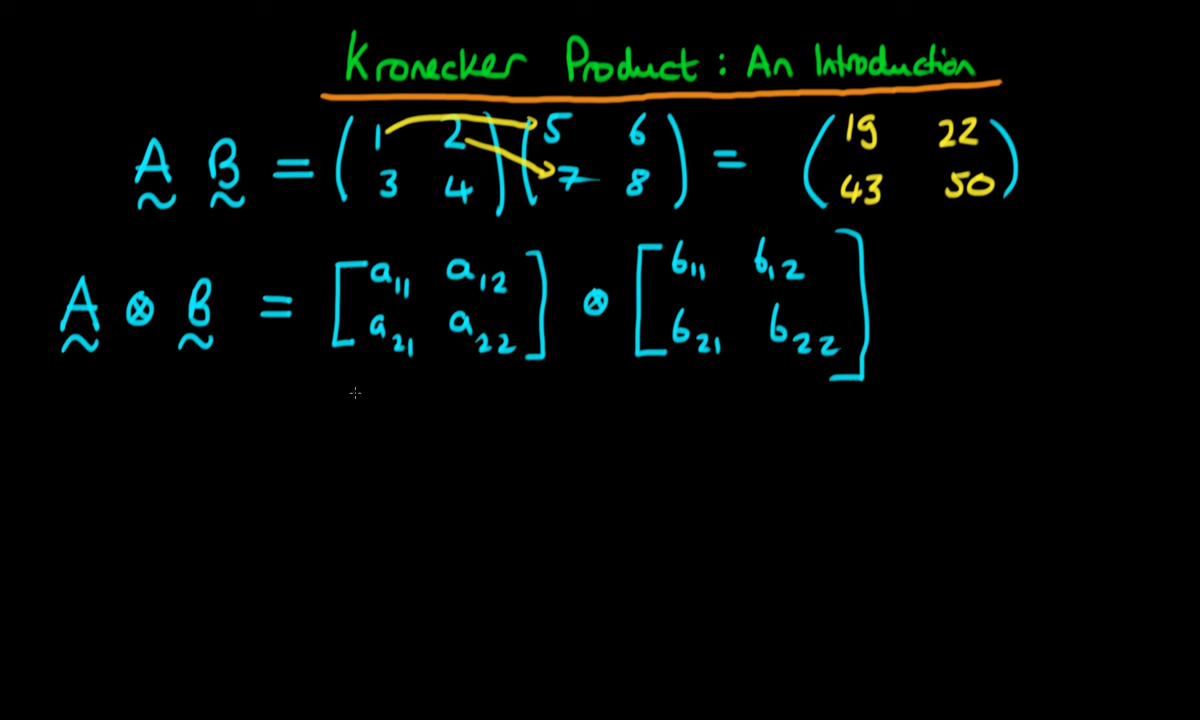 Kronecker Product : An Introduction
A B = ( 1 2 ) ( 5 6 ) = ( 19 22 )
3 4 7 8 43 50
A ⊗ B = [ a11 a12 ] ⊗ [ b11 b12 ]
a21 a22 b21 b22